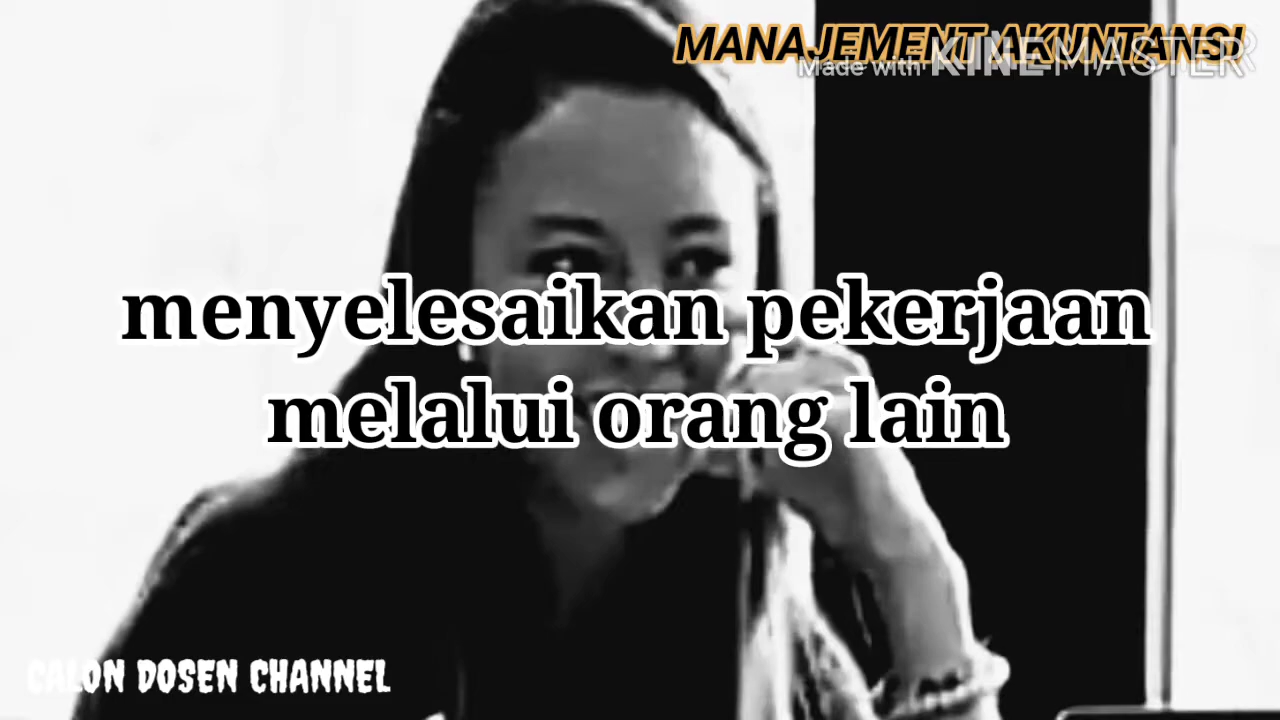 MANAJEMENT AKUNTANSI
Made with KINEMASTER
menyelesaikan pekerjaan
melalui orang lain
CALON DOSEN CHANNEL